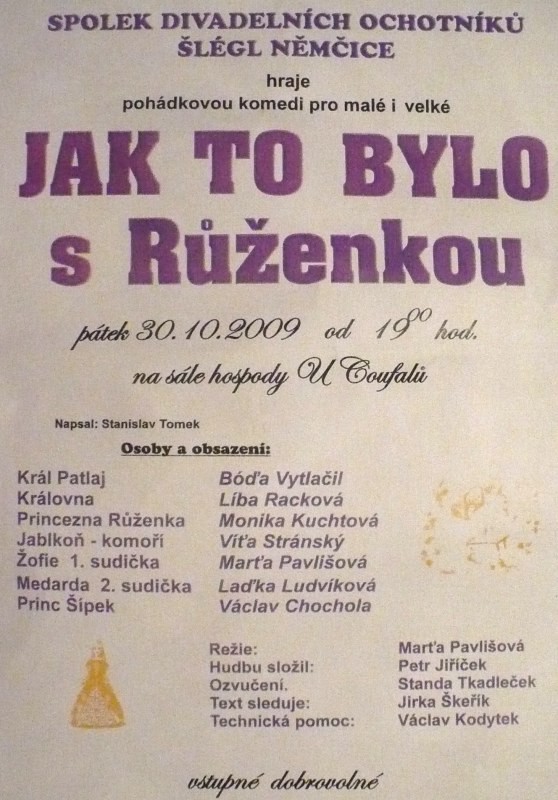 SPOLEK DIVADELNÍCH OCHOTNÍKŮ
ŠLÉGL NĚMČICE
hraje
pohádkovou komedi pro malé i velké
JAK TO BYLO
s Růženkou
pátek 30.10.2009 od 19⁰⁰ hod.
na sále hospody U Coufalů
Napsal: Stanislav Tomek
Osoby a obsazení:
Král Patlaj Bóďa Vytlačil
Královna Líba Racková
Princezna Růženka Monika Kuchtová
Jablkoň - komoří Víťa Stránský
Žofie 1. sudička Marťa Pavlišová
Medarda 2. sudička Laďka Ludvíková
Princ Šípek Václav Chochola
Režie: Marťa Pavlišová
Hudbu složil: Petr Jiříček
Ozvučení. Standa Tkadleček
Text sleduje: Jirka Škeřík
Technická pomoc: Václav Kodytek
vstupné dobrovolné